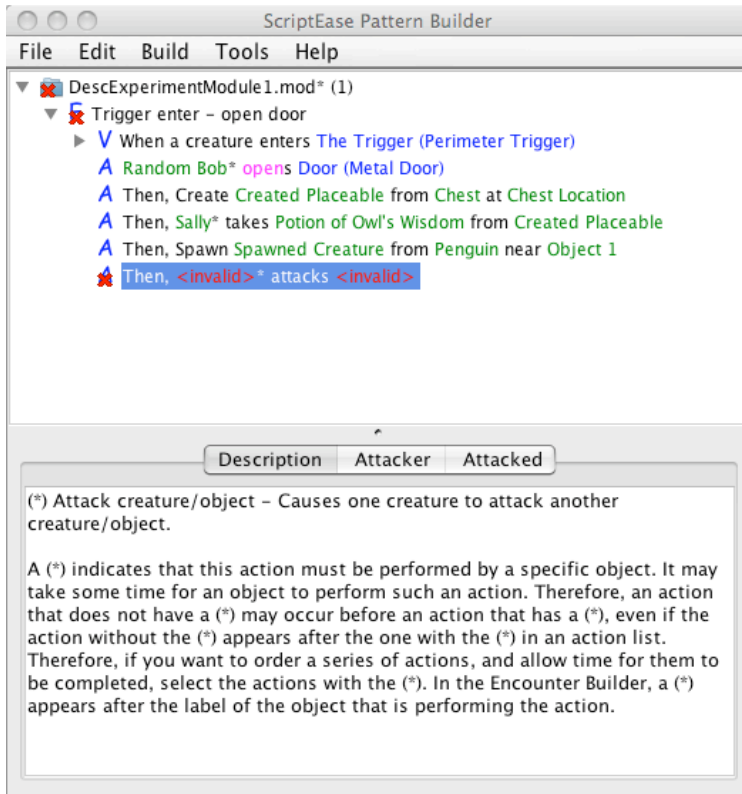 ScriptEase Pattern Builder
File Edit Build Tools Help
DescExperimentModule1.mod* (1)
Trigger enter – open door
V When a creature enters The Trigger (Perimeter Trigger)
A Random Bob* opens Door (Metal Door)
A Then, Create Created Placeable from Chest at Chest Location
A Then, Sally* takes Potion of Owl's Wisdom from Created Placeable
A Then, Spawn Spawned Creature from Penguin near Object 1
A Then, <invalid>* attacks <invalid>
Description Attacker Attacked
(*) Attack creature/object – Causes one creature to attack another
creature/object.
A (*) indicates that this action must be performed by a specific object. It may
take some time for an object to perform such an action. Therefore, an action
that does not have a (*) may occur before an action that has a (*), even if the
action without the (*) appears after the one with the (*) in an action list.
Therefore, if you want to order a series of actions, and allow time for them to
be completed, select the actions with the (*). In the Encounter Builder, a (*)
appears after the label of the object that is performing the action.